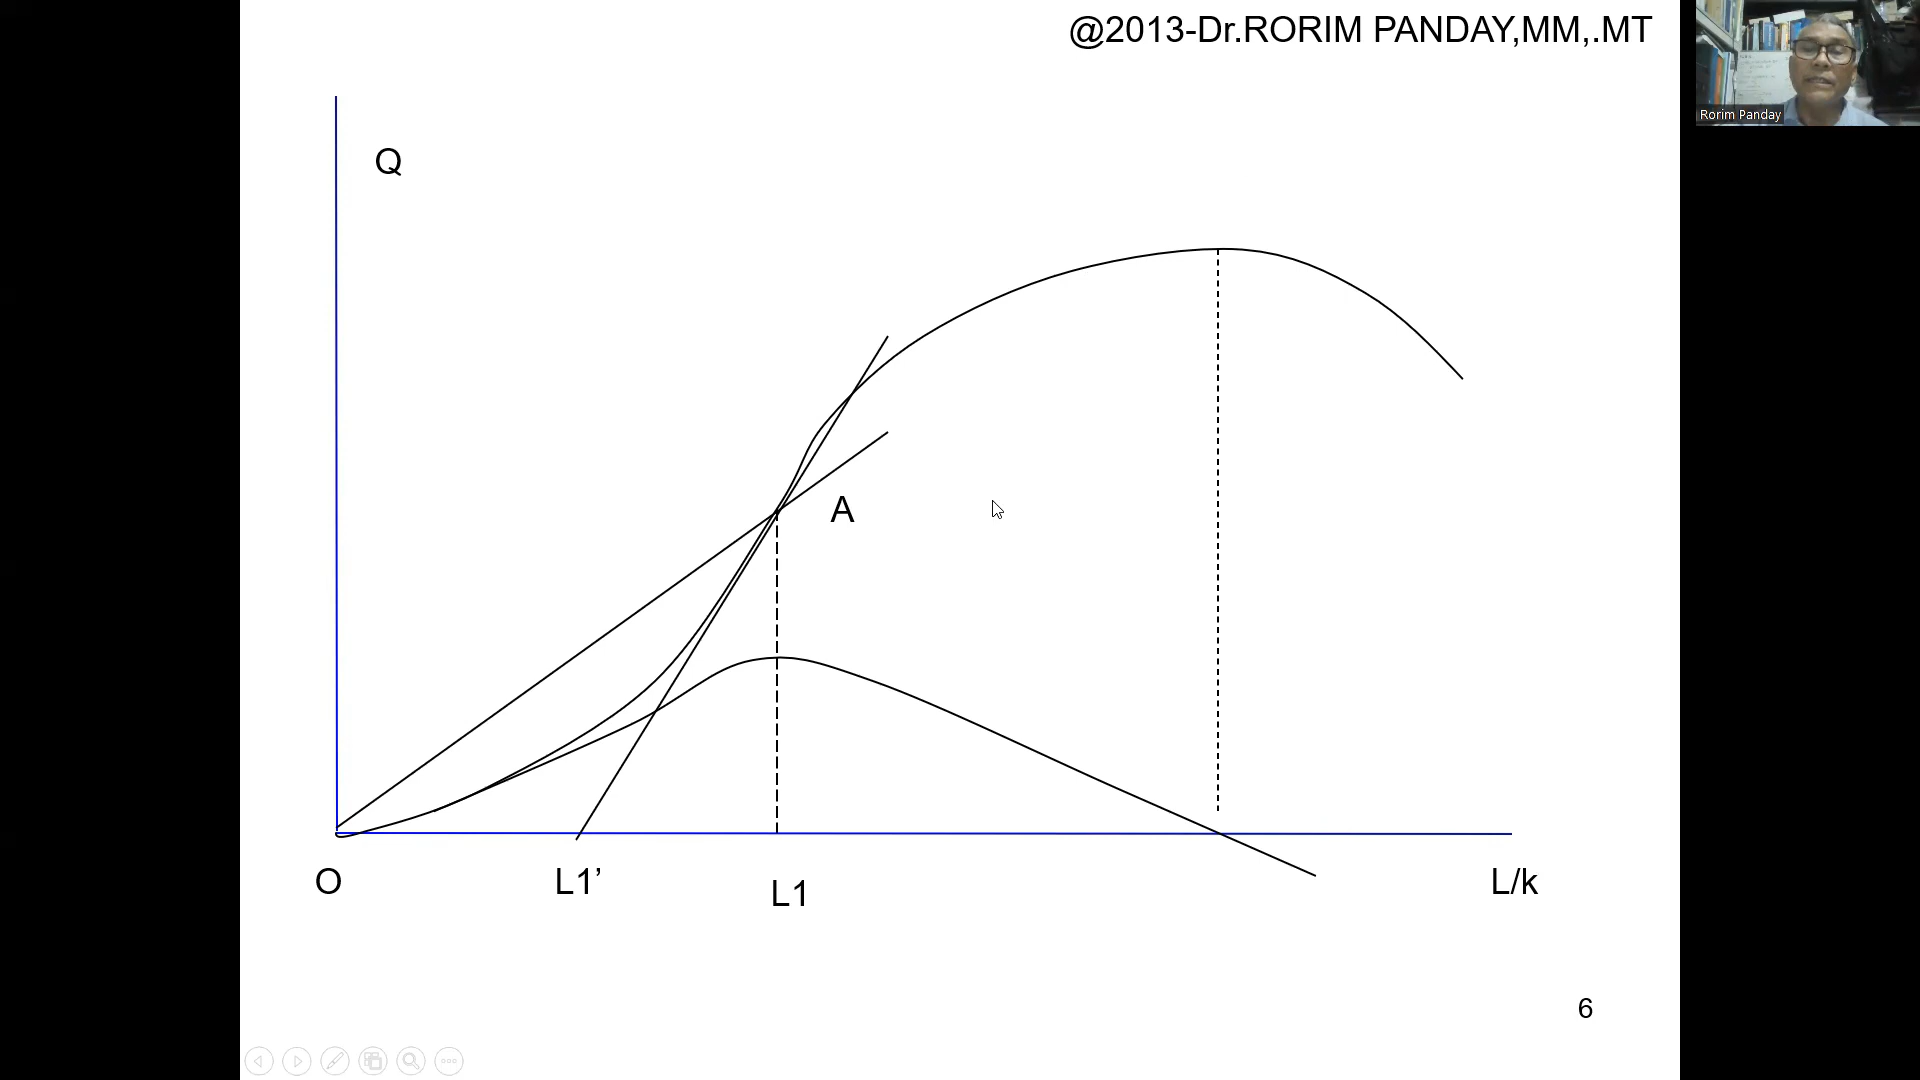 @2013-Dr.RORIM PANDAY,MM,.MT
Rorim Panday
Q
A
O
L1’
L1
L/k
6